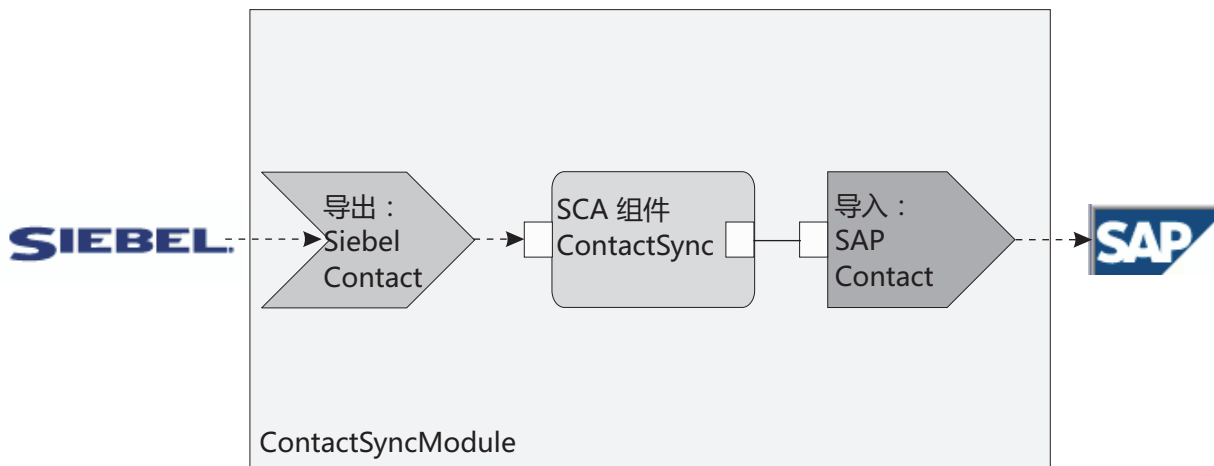 SIEBEL.
导出：
Siebel
Contact
SCA 组件
ContactSync
导入：
SAP
Contact
SAP
ContactSyncModule